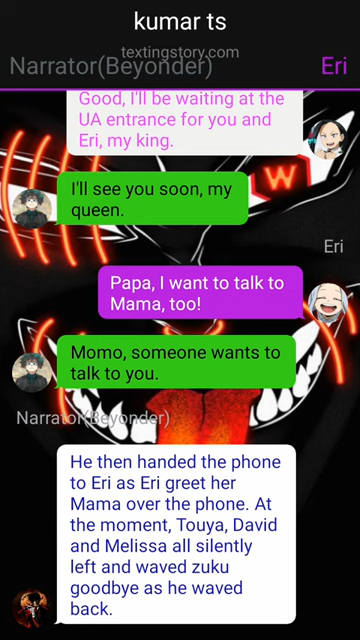 kumar ts
textingstory.com
Narrator(Beyonder)
Eri
Good, I'll be waiting at the
UA entrance for you and
Eri, my king.
W
I'll see you soon, my
queen.
Eri
Papa, I want to talk to
Mama, too!
Momo, someone wants to
talk to you.
Narrator(Beyonder)
He then handed the phone
to Eri as Eri greet her
Mama over the phone. At
the moment, Touya, David
and Melissa all silently
left and waved zuku
goodbye as he waved
back.